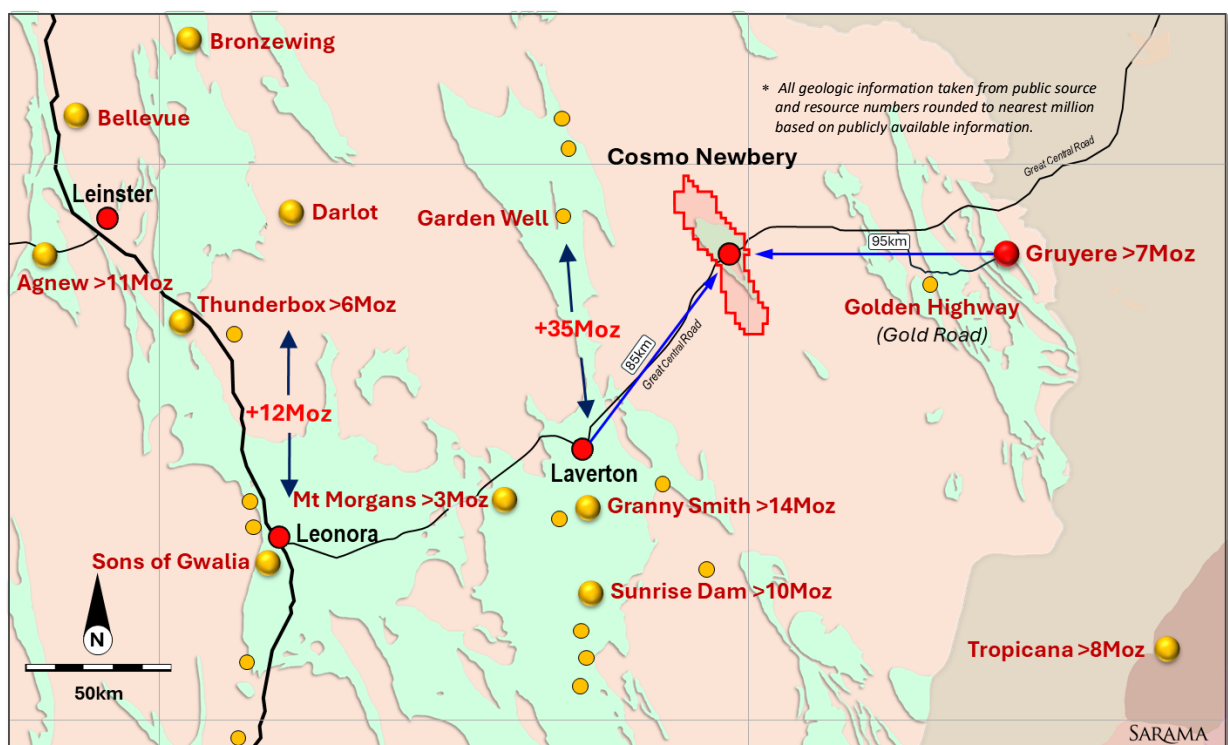 Bronzewing
Bellevue
* All geologic information taken from public source
and resource numbers rounded to nearest million
based on publicly available information.
Cosmo Newbery
Great Central Road
Leinster
Darlot
Garden Well
95km
Gruyere >7Moz
Agnew >11Moz
Thunderbox >6Moz
Golden Highway
(Gold Road)
+35Moz
85km
Great Central Road
+12Moz
Laverton
Mt Morgans >3Moz
Granny Smith >14Moz
Leonora
Sons of Gwalia
Sunrise Dam >10Moz
N
Tropicana >8Moz
50km
SARAMA